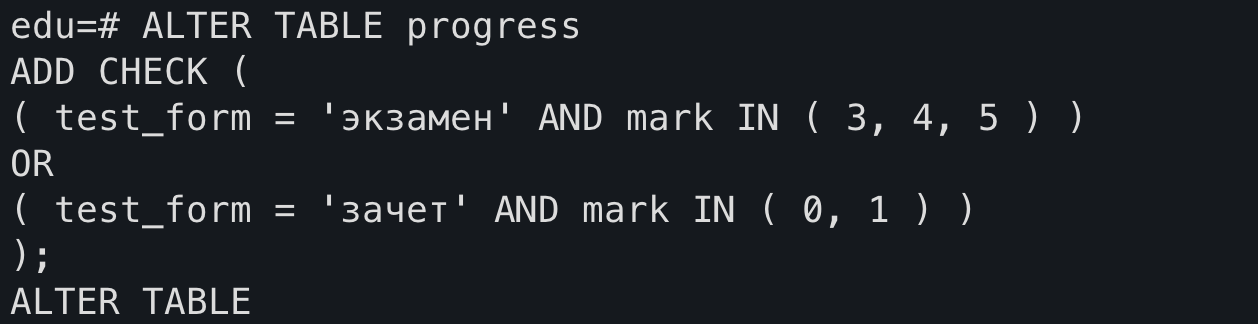 edu=# ALTER TABLE progress
ADD CHECK (
( test_form = 'экзамен' AND mark IN ( 3, 4, 5 ) )
OR
( test_form = 'зачет' AND mark IN ( 0, 1 ) )
);
ALTER TABLE